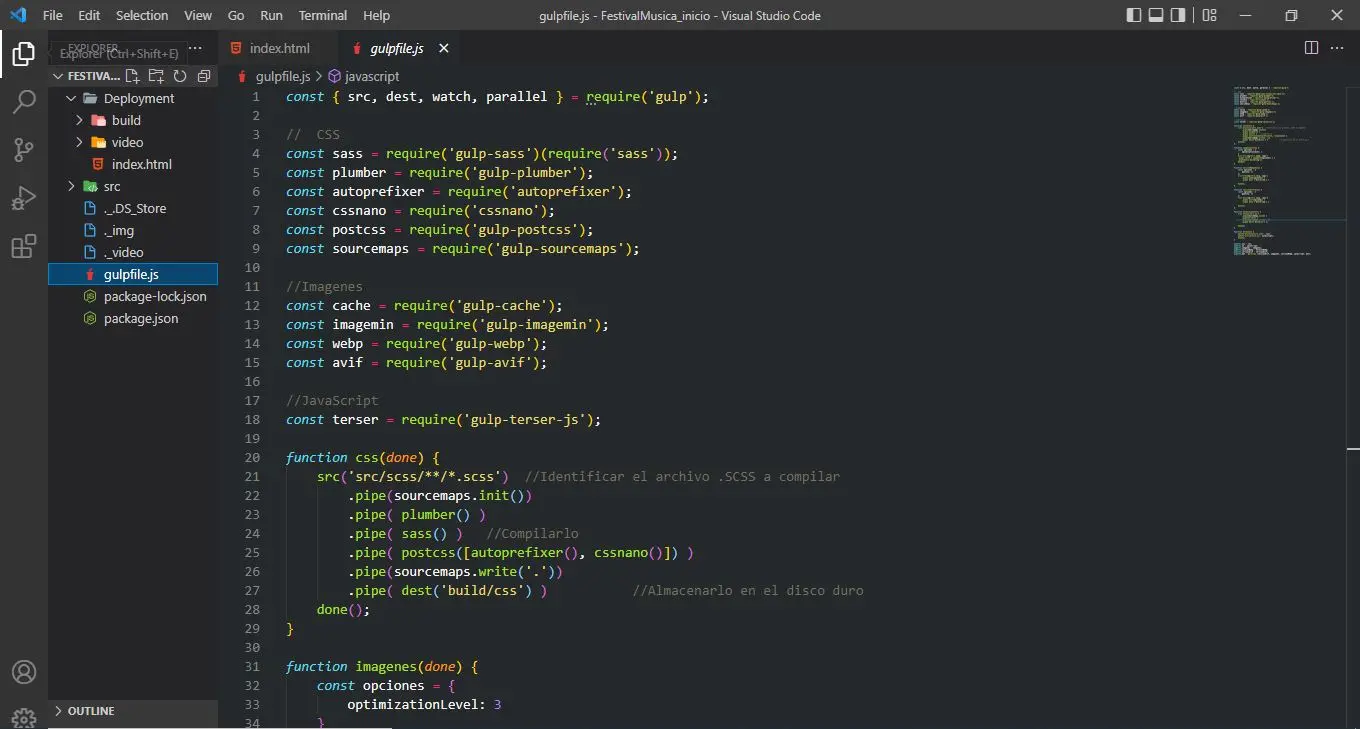 File Edit Selection View Go Run Terminal Help
gulpfile.js - FestivalMusica_inicio - Visual Studio Code
EXPLORER
Explorer (Ctrl+Shift+E)
FESTIVA...
Deployment
build
video
index.html
src
._.DS_Store
._img
._video
gulpfile.js
package-lock.json
package.json
OUTLINE
index.html
gulpfile.js
gulpfile.js > javascript
1 const { src, dest, watch, parallel } = require('gulp');
2
3 //  CSS
4 const sass = require('gulp-sass')(require('sass'));
5 const plumber = require('gulp-plumber');
6 const autoprefixer = require('autoprefixer');
7 const cssnano = require('cssnano');
8 const postcss = require('gulp-postcss');
9 const sourcemaps = require('gulp-sourcemaps');
10
11 //Imagenes
12 const cache = require('gulp-cache');
13 const imagemin = require('gulp-imagemin');
14 const webp = require('gulp-webp');
15 const avif = require('gulp-avif');
16
17 //JavaScript
18 const terser = require('gulp-terser-js');
19
20 function css(done) {
21     src('src/scss/**/*.scss')  //Identificar el archivo .SCSS a compilar
22         .pipe(sourcemaps.init())
23         .pipe( plumber() )
24         .pipe( sass() )   //Compilarlo
25         .pipe( postcss([autoprefixer(), cssnano()]) )
26         .pipe(sourcemaps.write('.'))
27         .pipe( dest('build/css') )           //Almacenarlo en el disco duro
28     done();
29 }
30
31 function imagenes(done) {
32     const opciones = {
33         optimizationLevel: 3
34     }